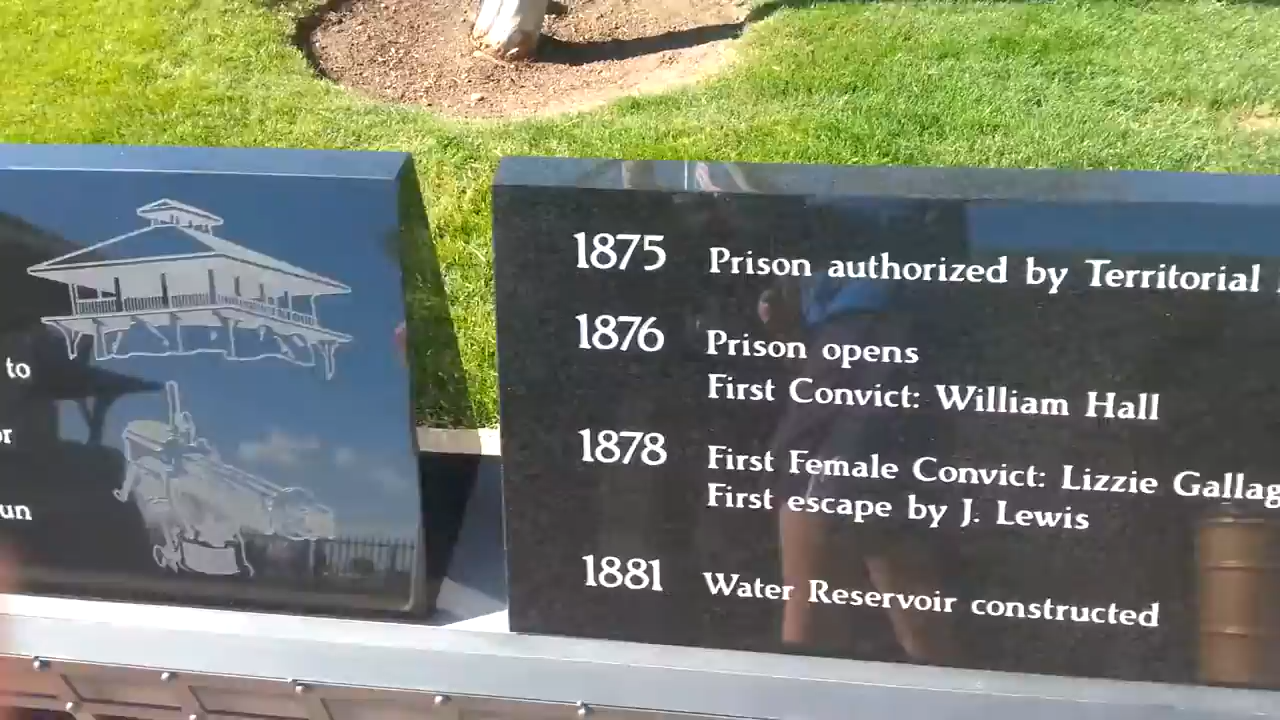 to
un
1875 Prison authorized by Territorial
1876 Prison opens
First Convict: William Hall
1878 First Female Convict: Lizzie Gallag
First escape by J. Lewis
1881 Water Reservoir constructed